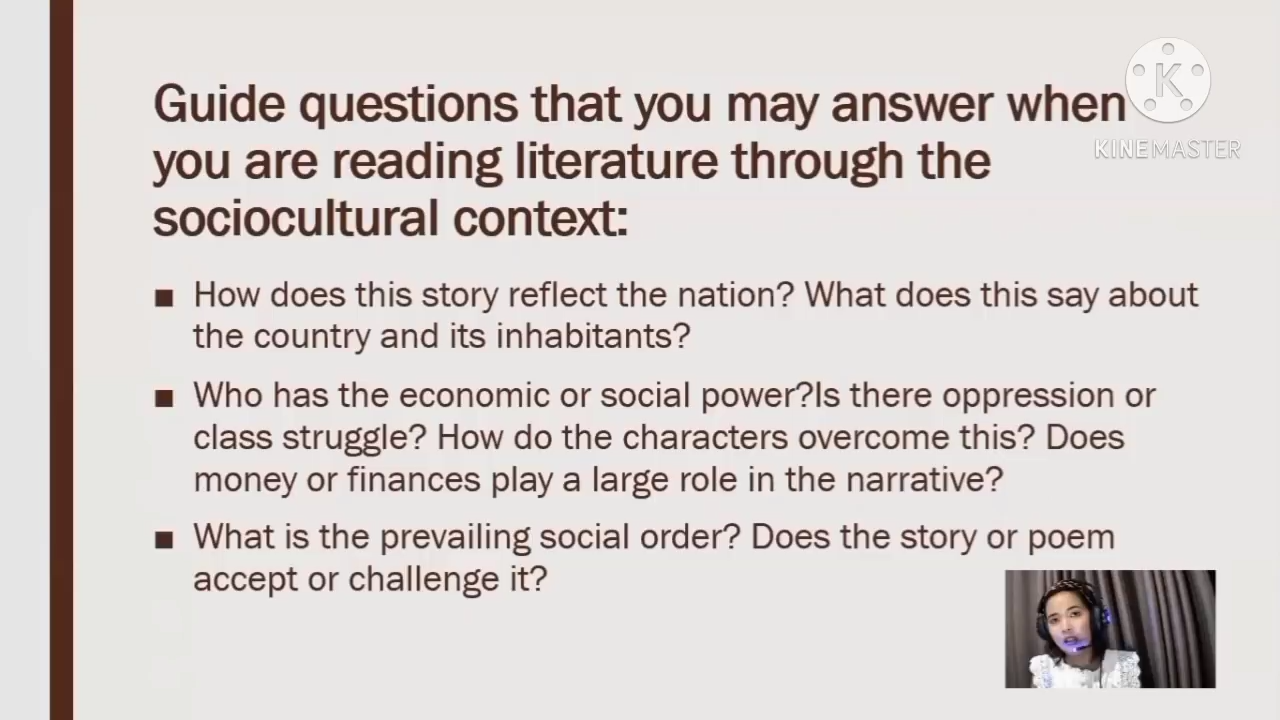 Guide questions that you may answer when
you are reading literature through the
sociocultural context:
K
KINEMASTER
■ How does this story reflect the nation? What does this say about
the country and its inhabitants?
■ Who has the economic or social power?Is there oppression or
class struggle? How do the characters overcome this? Does
money or finances play a large role in the narrative?
■ What is the prevailing social order? Does the story or poem
accept or challenge it?